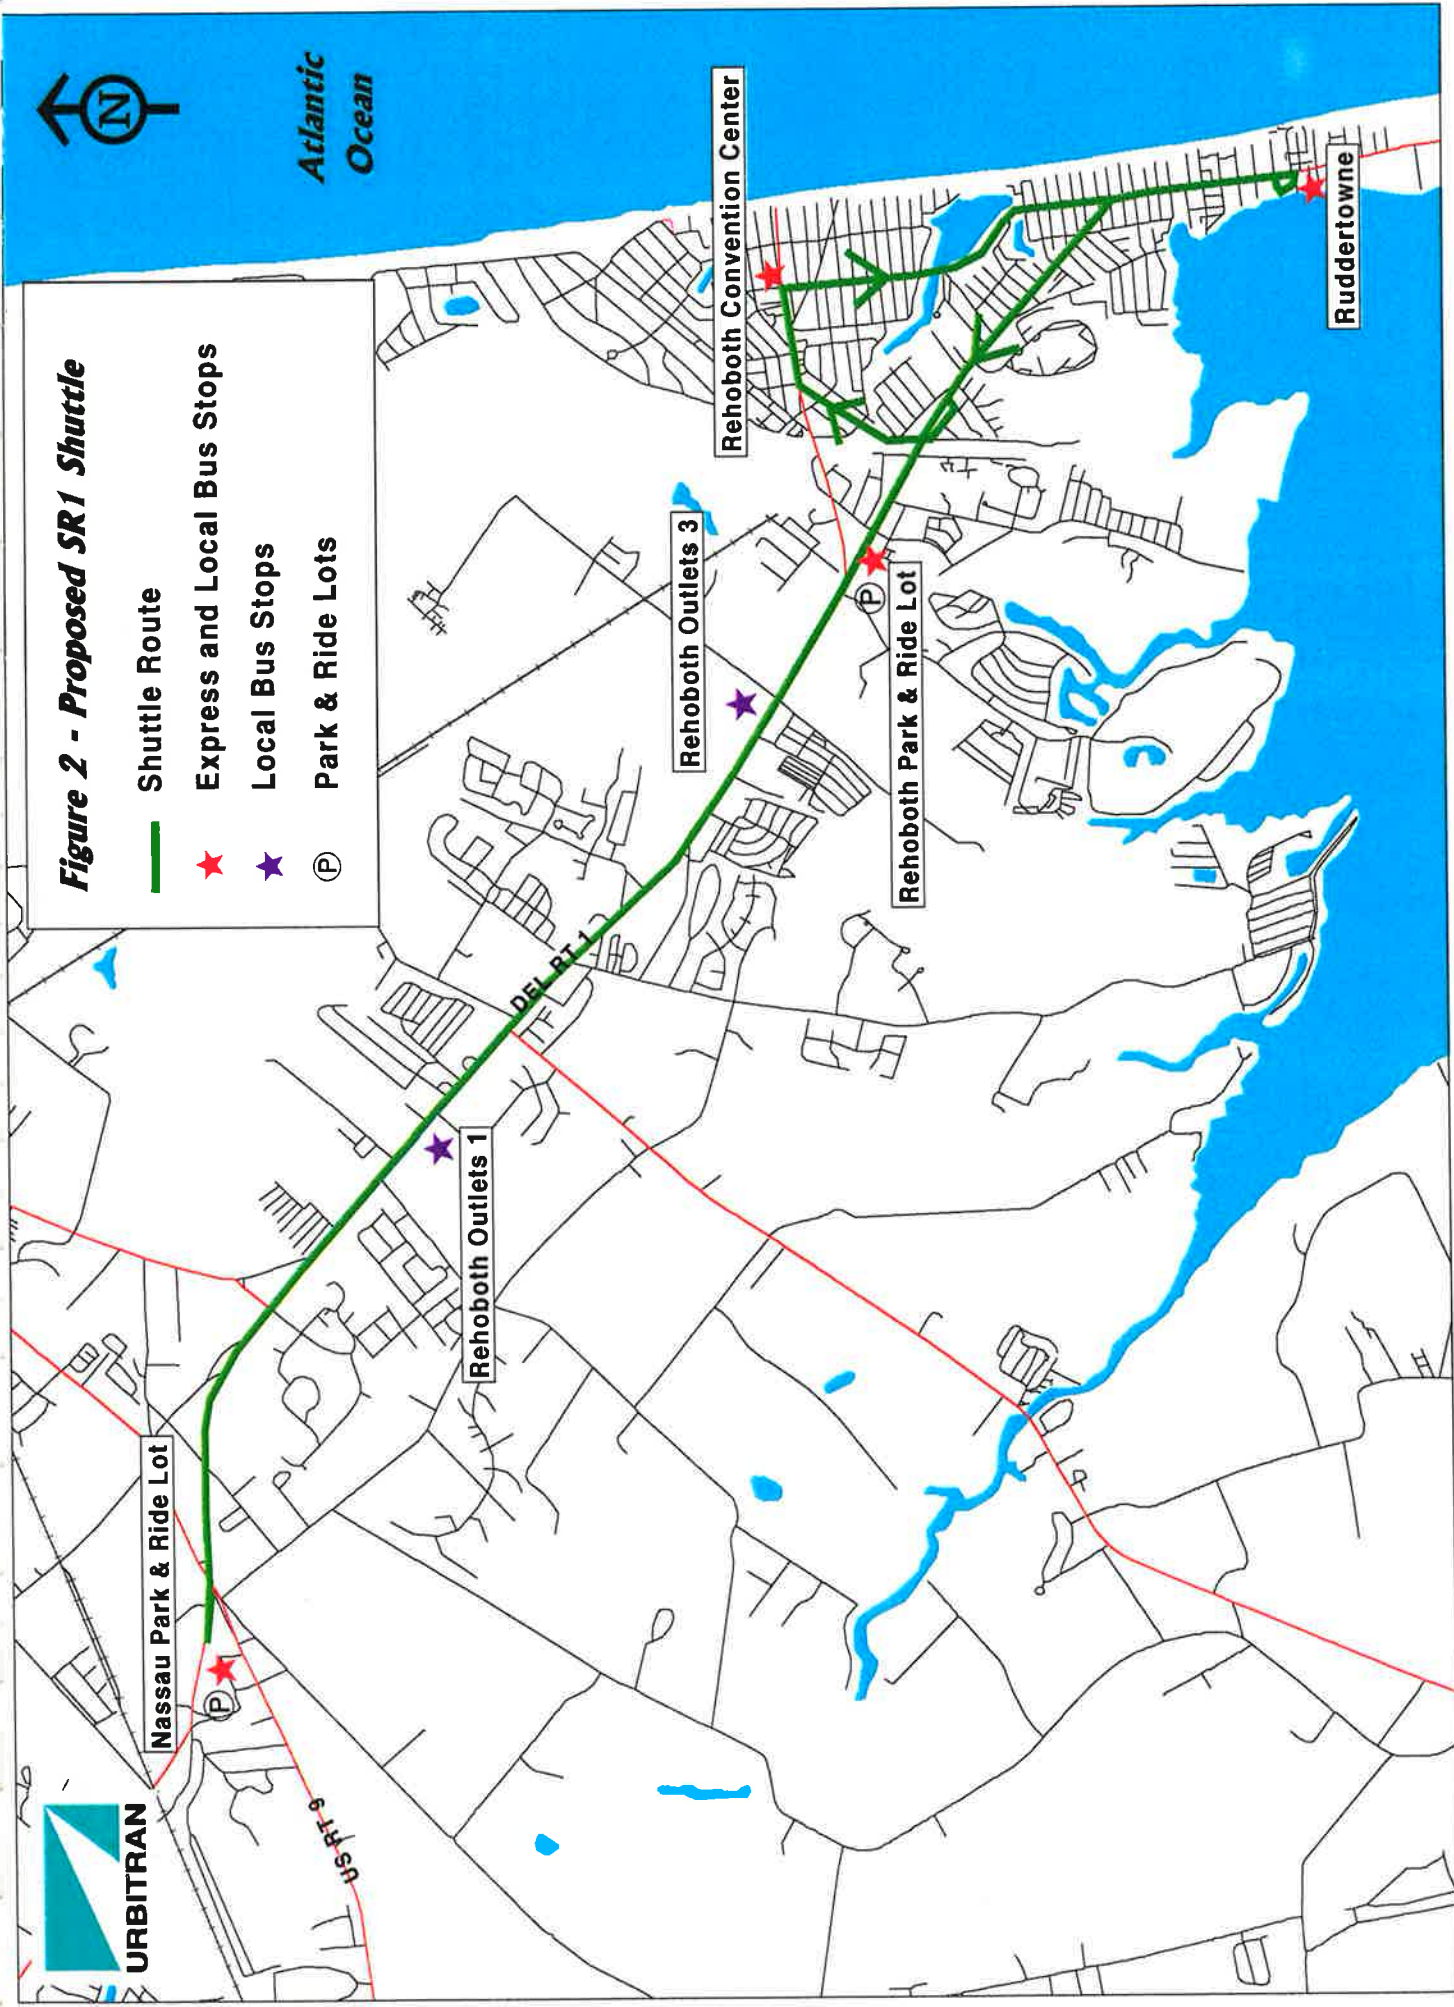 Figure 2 - Proposed SR1 Shuttle
Shuttle Route
Express and Local Bus Stops
Local Bus Stops
P
Park & Ride Lots
N
Atlantic
Ocean
URBITRAN
Nassau Park & Ride Lot
P
US RT 9
Rehoboth Outlets 1
DEL RT 1
Rehoboth Outlets 3
P
Rehoboth Park & Ride Lot
Rehoboth Convention Center
Ruddertowne